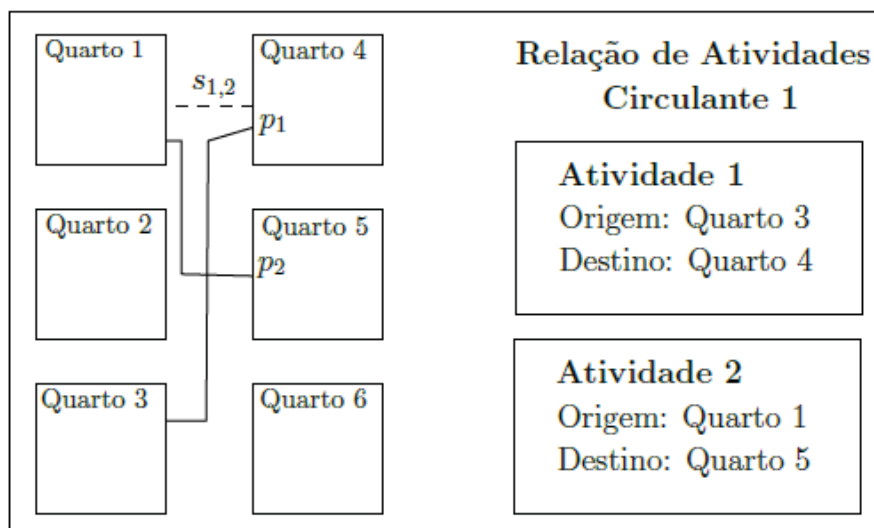 Quarto 1
Quarto 4
s1,2
p1
Quarto 2
Quarto 5
p2
Quarto 3
Quarto 6
Relação de Atividades
Circulante 1
Atividade 1
Origem: Quarto 3
Destino: Quarto 4
Atividade 2
Origem: Quarto 1
Destino: Quarto 5